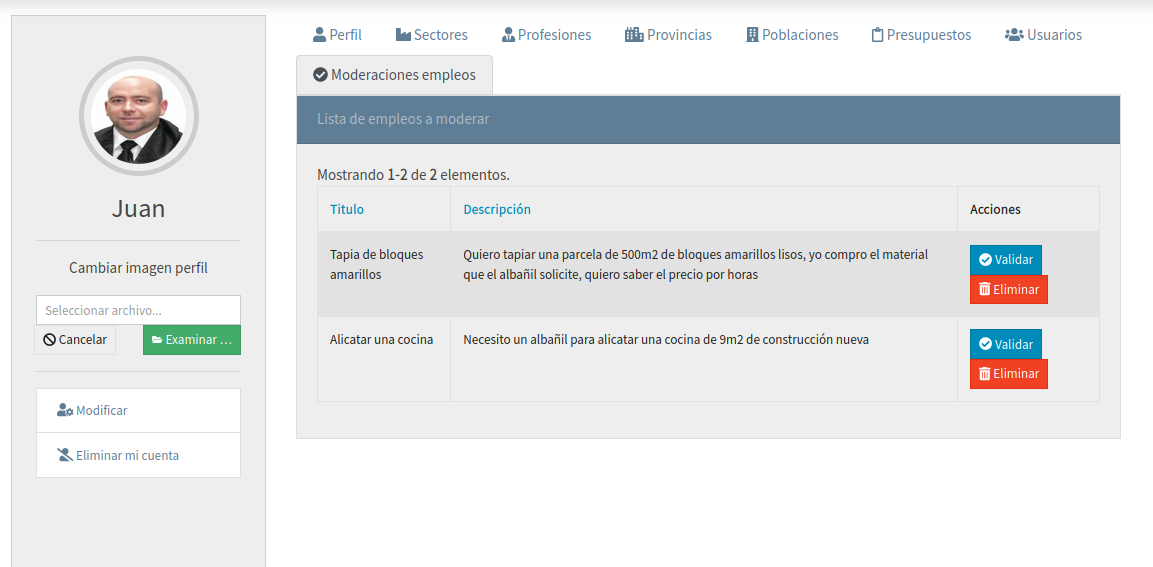 Perfil Sectores Profesiones Provincias Poblaciones Presupuestos Usuarios
Moderaciones empleos
Lista de empleos a moderar
Mostrando 1-2 de 2 elementos.
Titulo Descripción Acciones
Tapia de bloques
amarillos
Quiero tapiar una parcela de 500m2 de bloques amarillos lisos, yo compro el material
que el albañil solicite, quiero saber el precio por horas
Validar
Eliminar
Alicatar una cocina
Necesito un albañil para alicatar una cocina de 9m2 de construcción nueva
Validar
Eliminar
Juan
Cambiar imagen perfil
Seleccionar archivo...
Cancelar Examinar ...
Modificar
Eliminar mi cuenta